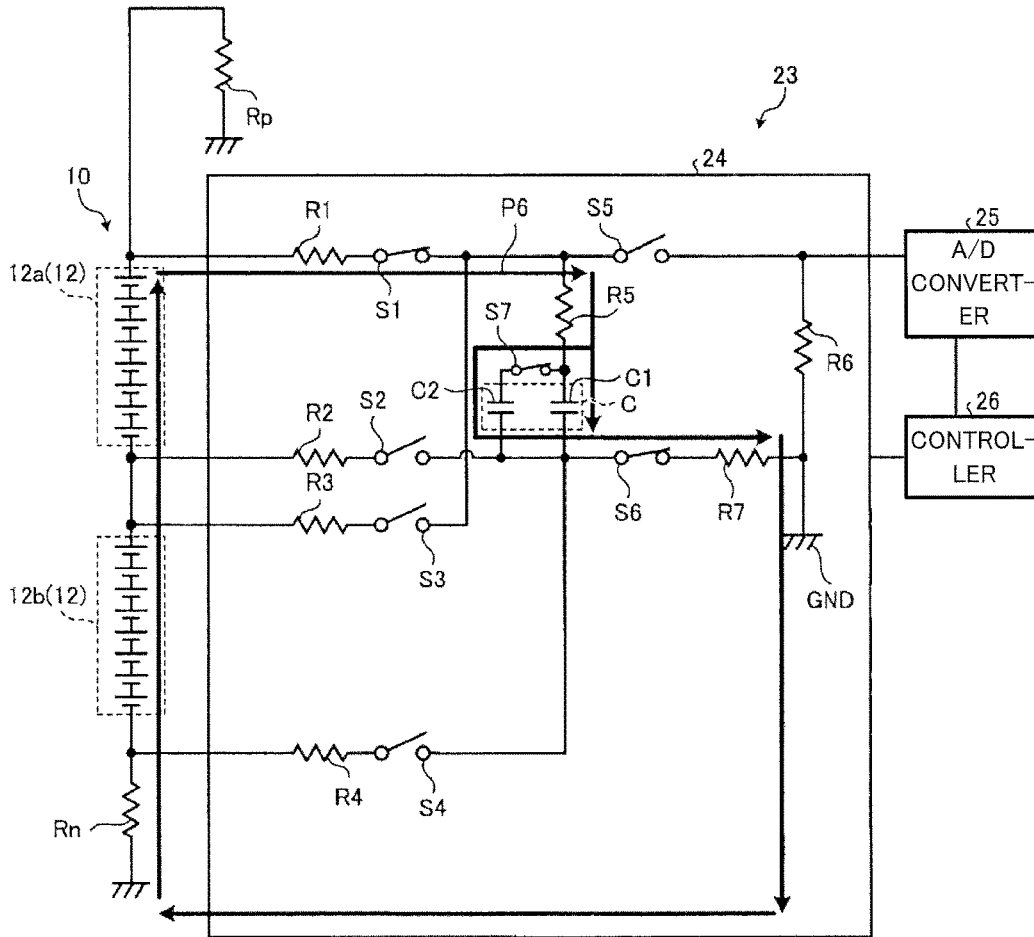 Rp
23
24
10
R1
P6
S5
25
A/D
CONVERT-
ER
12a(12)
S1
R5
S7
R6
C2
C1
C
26
CONTROL-
LER
R2
S2
R3
S6
R7
S3
GND
12b(12)
R4
S4
Rn